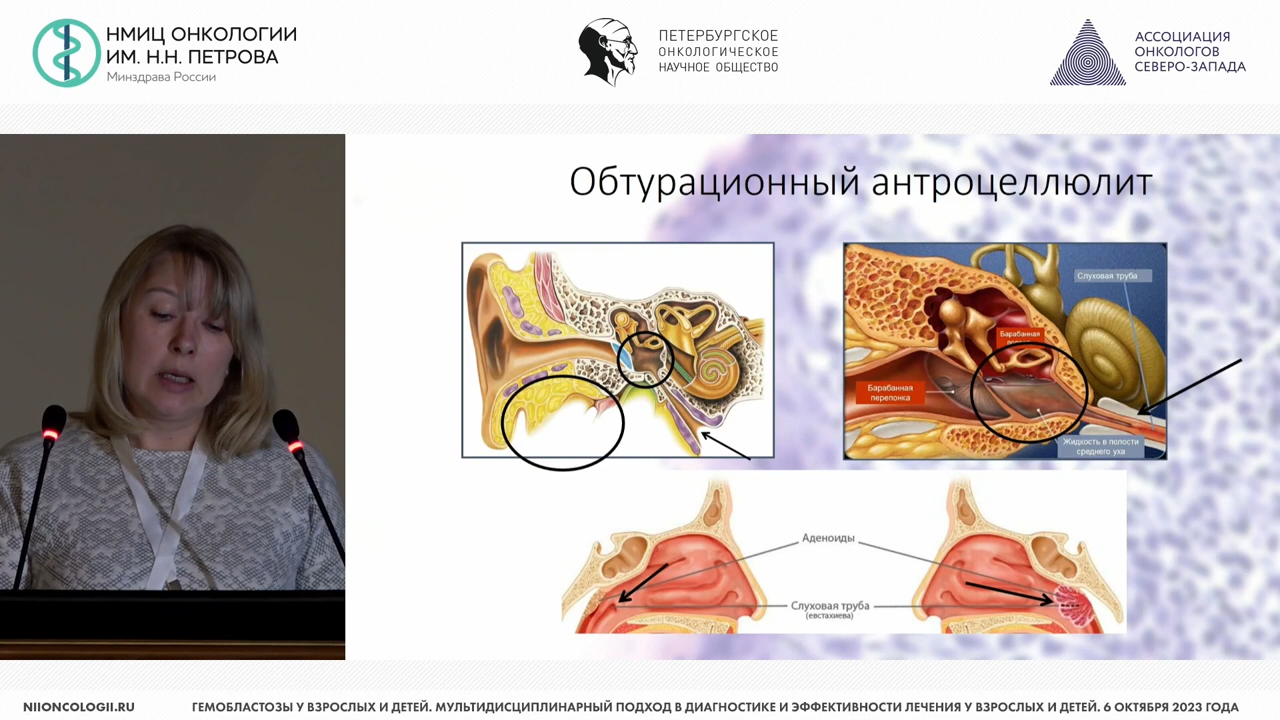 НМИЦ ОНКОЛОГИИ
ИМ. Н.Н. ПЕТРОВА
Минздрава России
ПЕТЕРБУРГСКОЕ
ОНКОЛОГИЧЕСКОЕ
НАУЧНОЕ ОБЩЕСТВО
АССОЦИАЦИЯ
ОНКОЛОГОВ
СЕВЕРО-ЗАПАДА
Обтурационный антроцеллюлит
Слуховая труба
Барабанная
Барабанная
перепонка
Жидкость в полости
среднего уха
Аденоиды
Слуховая труба
(евстахиева)
NIIONCOLOGII.RU
ГЕМОБЛАСТОЗЫ У ВЗРОСЛЫХ И ДЕТЕЙ. МУЛЬТИДИСЦИПЛИНАРНЫЙ ПОДХОД В ДИАГНОСТИКЕ И ЭФФЕКТИВНОСТИ ЛЕЧЕНИЯ У ВЗРОСЛЫХ И ДЕТЕЙ. 6 ОКТЯБРЯ 2023 ГОДА